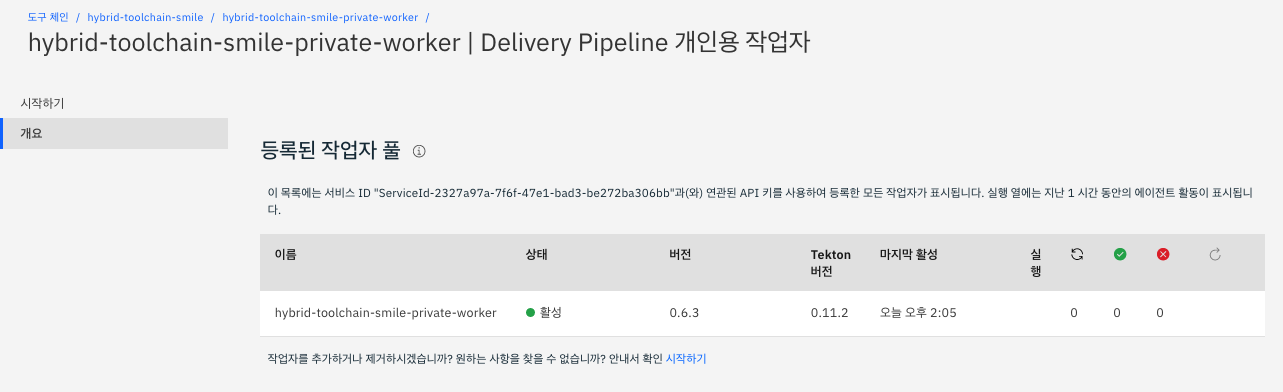 도구 체인 / hybrid-toolchain-smile / hybrid-toolchain-smile-private-worker /
hybrid-toolchain-smile-private-worker | Delivery Pipeline 개인용 작업자
시작하기
개요
등록된 작업자 풀
이 목록에는 서비스 ID "ServiceId-2327a97a-7f6f-47e1-bad3-be272ba306bb"과(와) 연관된 API 키를 사용하여 등록한 모든 작업자가 표시됩니다. 실행 열에는 지난 1 시간 동안의 에이전트 활동이 표시됩니
다.
이름 상태 버전 Tekton 마지막 활성 실
버전 행
hybrid-toolchain-smile-private-worker 활성 0.6.3 0.11.2 오늘 오후 2:05 0 0 0
작업자를 추가하거나 제거하시겠습니까? 원하는 사항을 찾을 수 없습니까? 안내서 확인 시작하기